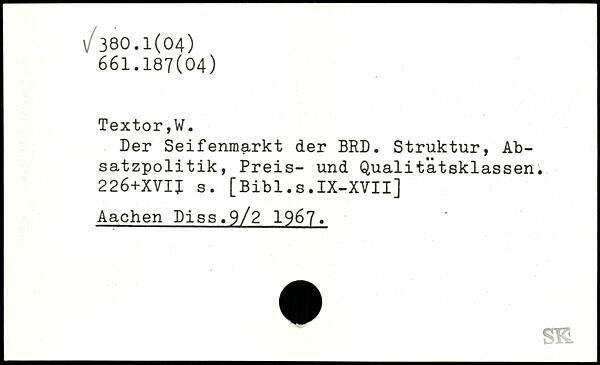 √ 380.1(04)
661.187(04)
Textor,W.
Der Seifenmarkt der BRD. Struktur, Ab-
satzpolitik, Preis- und Qualitätsklassen.
226+XVII s. [Bibl.s.IX-XVII]
Aachen Diss.9/2 1967.
SK